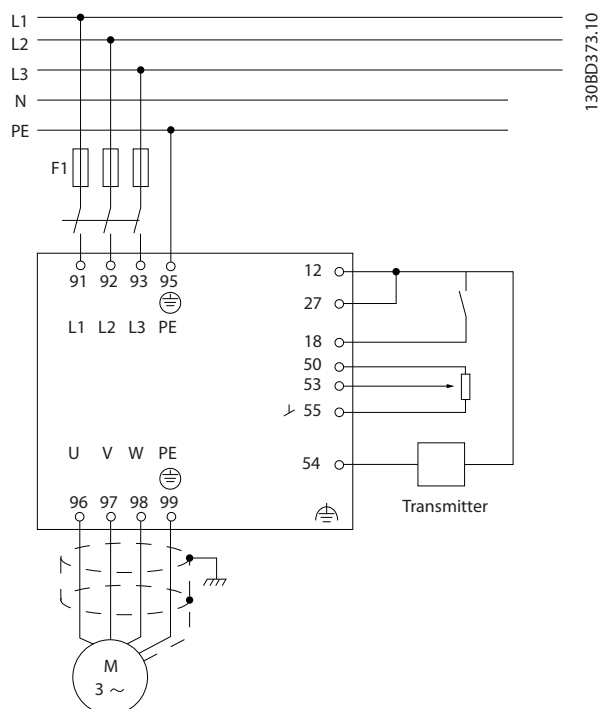 L1
L2
L3
N
PE
130BD373.10
F1
91 92 93 95
L1 L2 L3 PE
12
27
18
50
53
55
54
Transmitter
U V W PE
96 97 98 99
M
3 ~